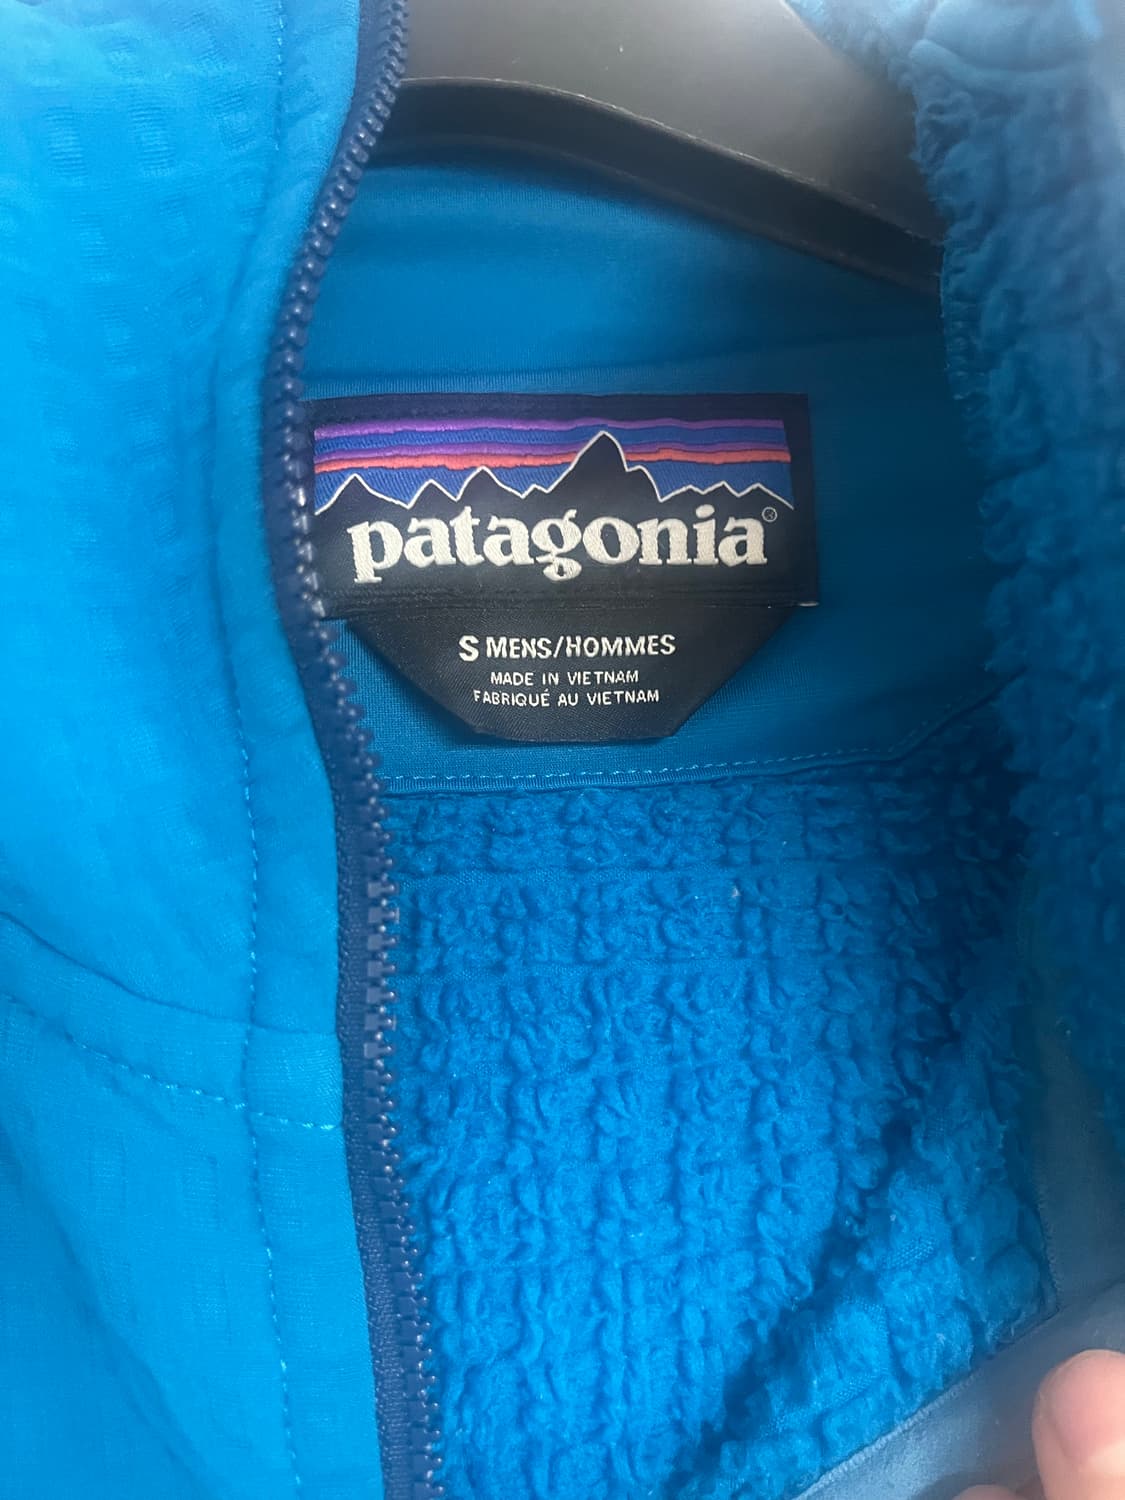 patagonia®
S MENS/HOMMES
MADE IN VIETNAM
FABRIQUÉ AU VIETNAM